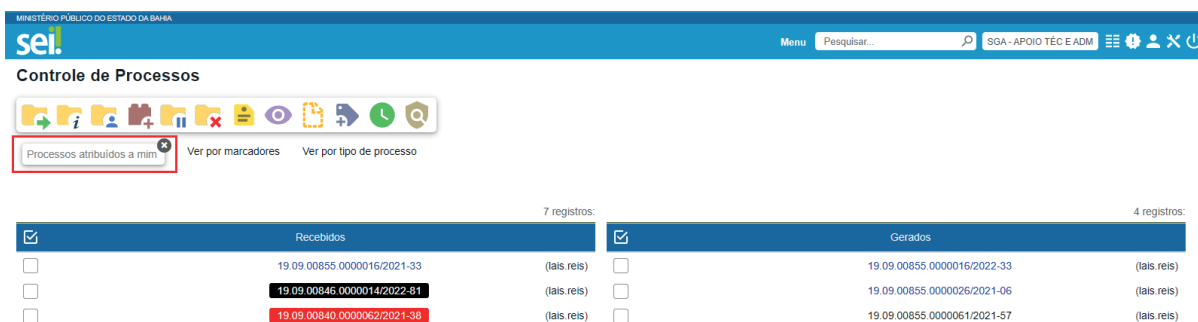 MINISTÉRIO PÚBLICO DO ESTADO DA BAHIA
sei!
Menu Pesquisar... SGA - APOIO TÉC E ADM
Controle de Processos
Processos atribuídos a mim Ver por marcadores Ver por tipo de processo
7 registros: 4 registros:
Recebidos Gerados
19.09.00855.0000016/2021-33 (lais.reis) 19.09.00855.0000016/2022-33 (lais.reis)
19.09.00846.0000014/2022-81 (lais.reis) 19.09.00855.0000026/2021-06 (lais.reis)
19.09.00840.0000062/2021-38 (lais.reis) 19.09.00855.0000061/2021-57 (lais.reis)